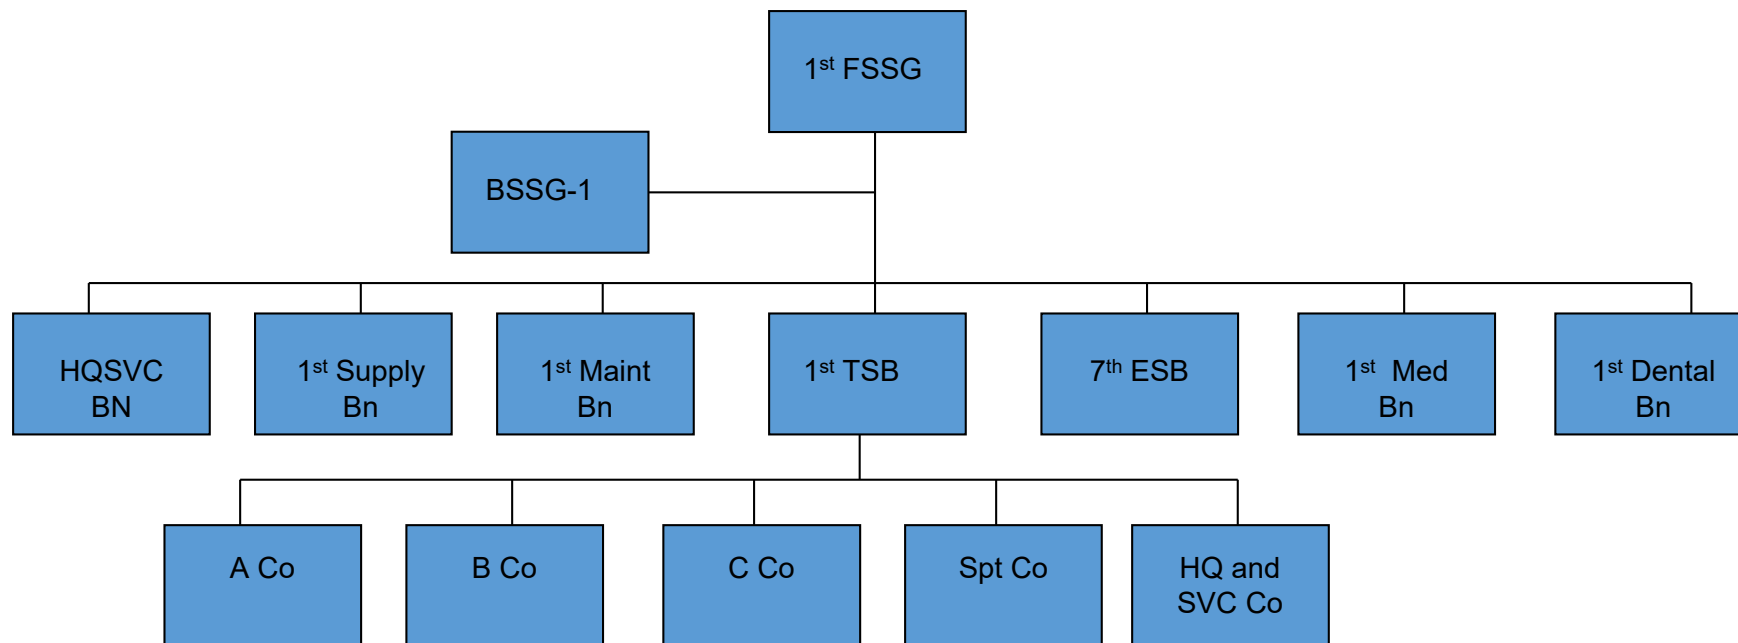 1st FSSG
BSSG-1
HQSVC
BN
1st Supply
Bn
1st Maint
Bn
1st TSB
7th ESB
1st Med
Bn
1st Dental
Bn
A Co
B Co
C Co
Spt Co
HQ and
SVC Co